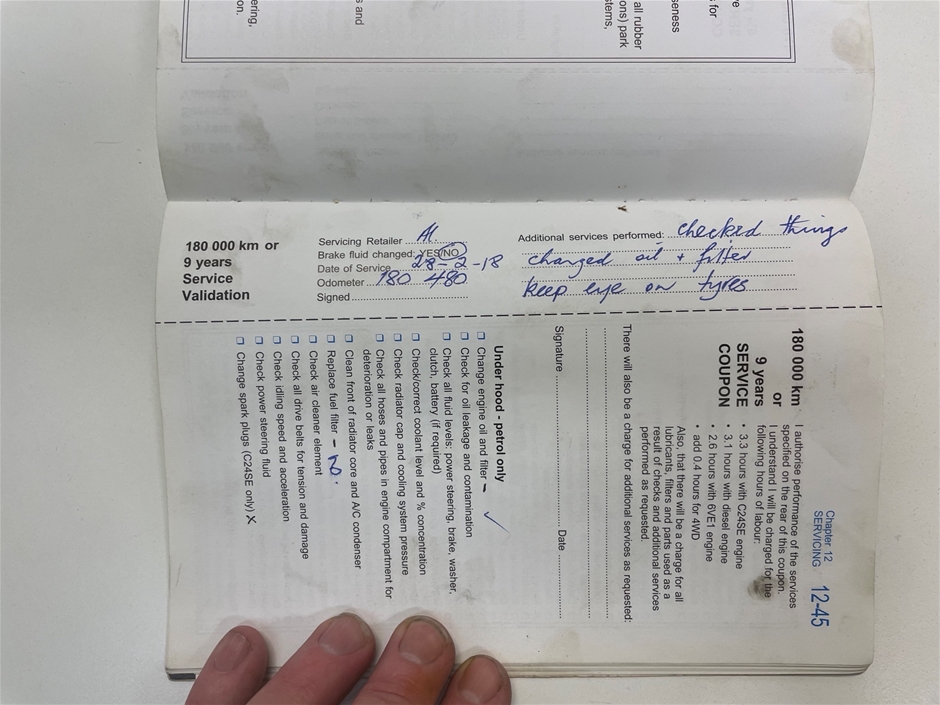 ering,
on.
s and
all rubber
ons) park
stems,
seness
for
re
180 000 km or
9 years
Service
Validation
Servicing Retailer
Brake fluid changed: YES/NO
Date of Service 28-2-18
Odometer 180 480
Signed
Additional services performed: checked things
changed oil + filter
keep eye on tyres
Chapter 12
SERVICING 12-45
180 000 km
or
9 years
SERVICE
COUPON
I authorise performance of the services
specified on the rear of this coupon.
I understand I will be charged for the
following hours of labour:
• 3.3 hours with C24SE engine
• 3.1 hours with diesel engine
• 2.6 hours with 6VE1 engine
• add 0.4 hours for 4WD
Also, that there will be a charge for all
lubricants, filters and parts used as a
result of checks and additional services
performed as requested.
There will also be a charge for additional services as requested:
Signature Date
Under hood - petrol only
Change engine oil and filter – ✓
Check for oil leakage and contamination
Check all fluid levels: power steering, brake, washer,
clutch, battery (if required)
Check/correct coolant level and % concentration
Check radiator cap and cooling system pressure
Check all hoses and pipes in engine compartment for
deterioration or leaks
Clean front of radiator core and A/C condenser
Replace fuel filter –
Check air cleaner element
Check all drive belts for tension and damage
Check idling speed and acceleration
Check power steering fluid
Change spark plugs (C24SE only) X